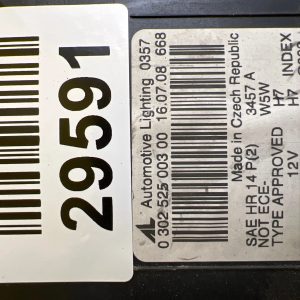 29591
AL Automotive Lighting 0357
0 302 525 003 00 16.07.08 .668
Made in Czech Republic
SAE HR 14 P (2) 3457 A
NOT ECE: W5W
TYPE APPROVED H7
12V H7 INDEX